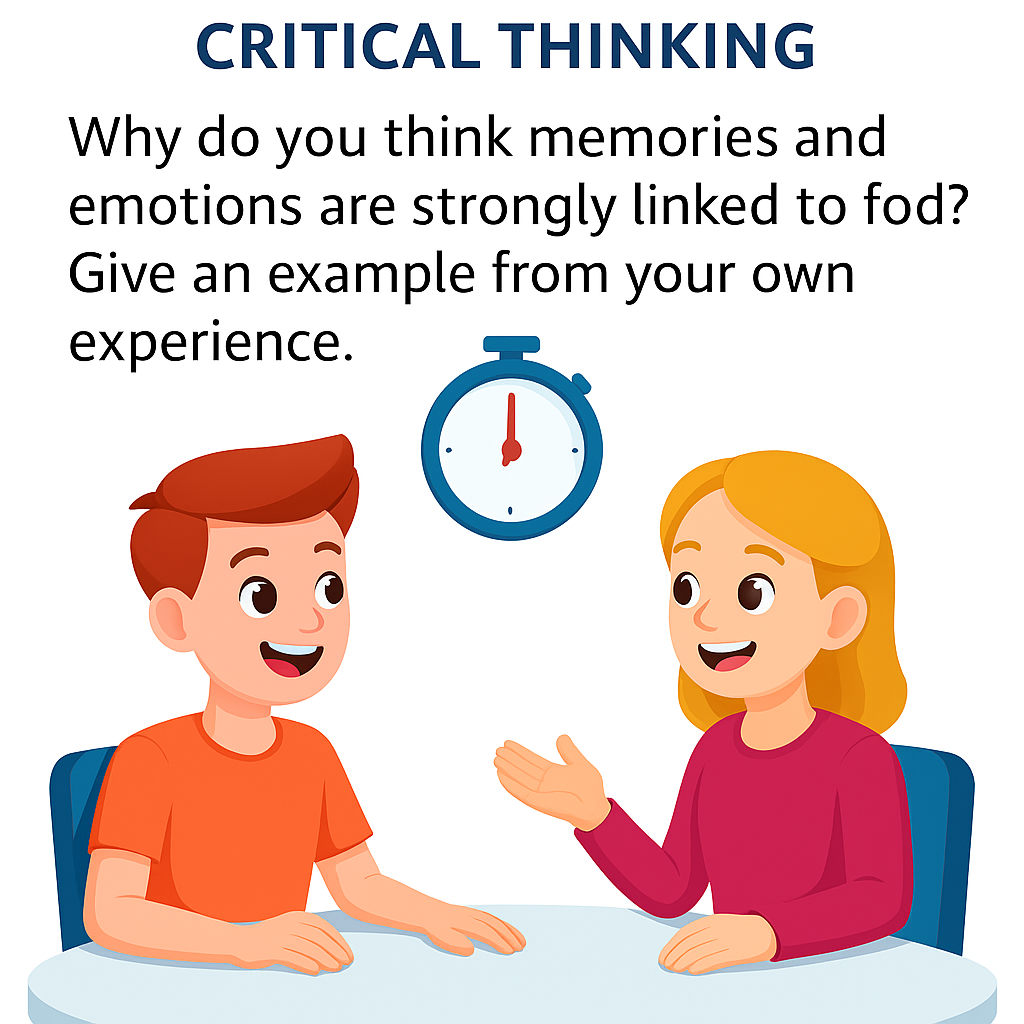 CRITICAL THINKING
Why do you think memories and
emotions are strongly linked to fod?
Give an example from your own
experience.